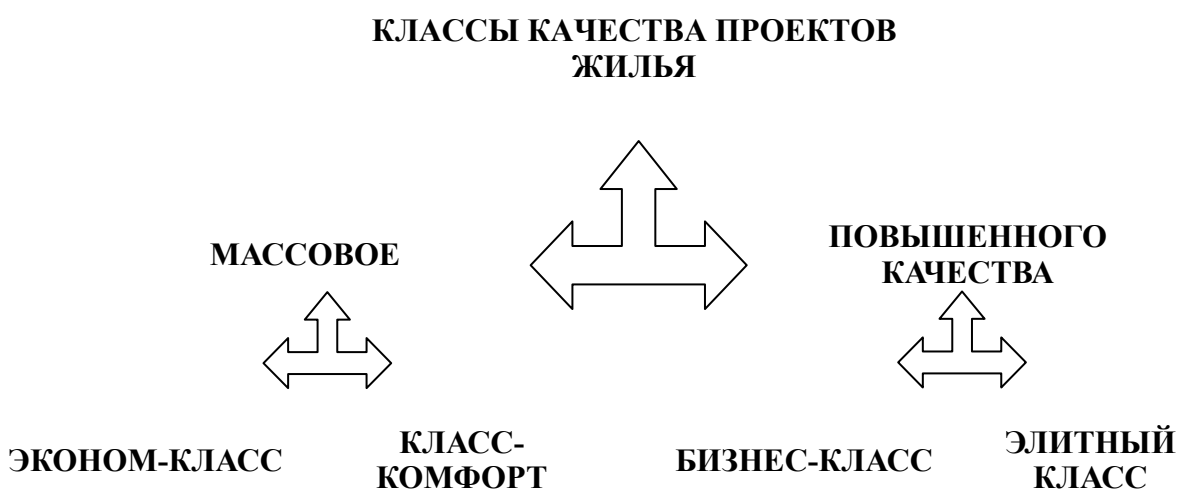 КЛАССЫ КАЧЕСТВА ПРОЕКТОВ
ЖИЛЬЯ
МАССОВОЕ
ПОВЫШЕННОГО
КАЧЕСТВА
ЭКОНОМ-КЛАСС
КЛАСС-
КОМФОРТ
БИЗНЕС-КЛАСС
ЭЛИТНЫЙ
КЛАСС